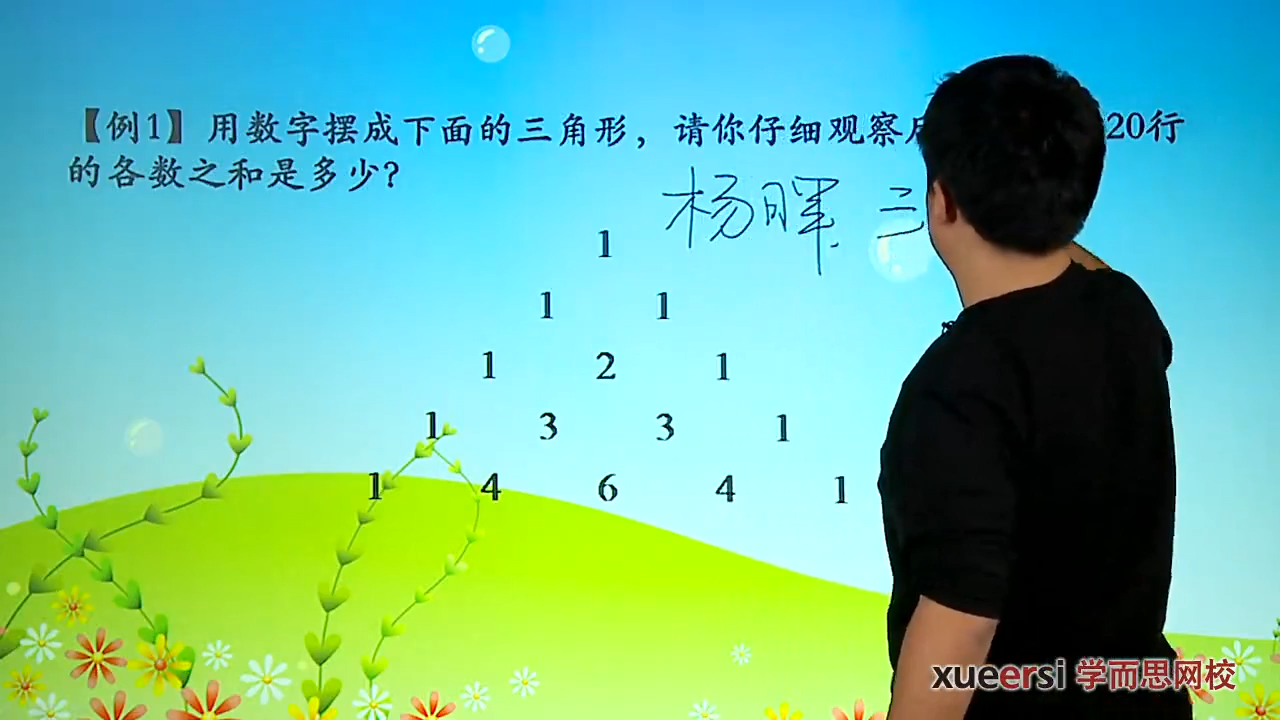 【例1】用数字摆成下面的三角形，请你仔细观察 20行
的各数之和是多少？
杨晖 三
1
1 1
1 2 1
1 3 3 1
1 4 6 4 1
xueersi 学而思网校